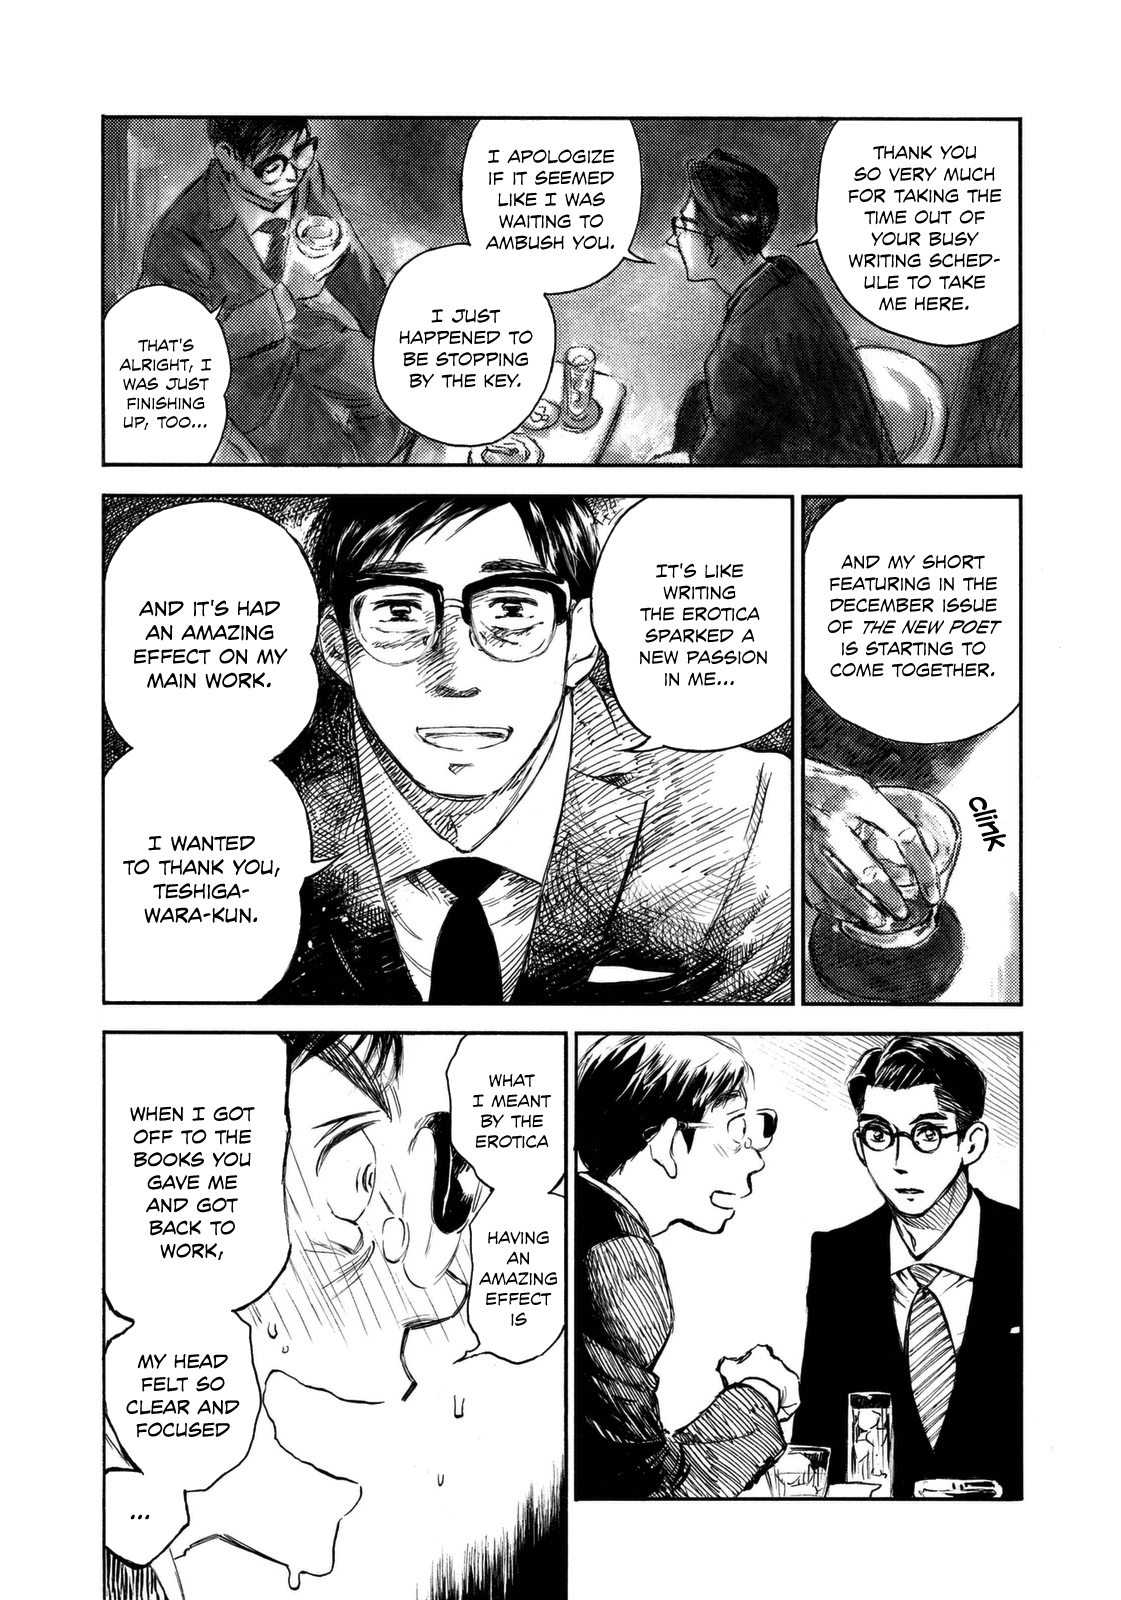 THANK YOU
SO VERY MUCH
FOR TAKING THE
TIME OUT OF
YOUR BUSY
WRITING SCHED-
ULE TO TAKE
ME HERE.
I APOLOGIZE
IF IT SEEMED
LIKE I WAS
WAITING TO
AMBUSH YOU.
I JUST
HAPPENED TO
BE STOPPING
BY THE KEY.
THAT'S
ALRIGHT, I
WAS JUST
FINISHING
UP, TOO...
AND MY SHORT
FEATURING IN THE
DECEMBER ISSUE
OF THE NEW POET
IS STARTING TO
COME TOGETHER.
clink
IT'S LIKE
WRITING
THE EROTICA
SPARKED A
NEW PASSION
IN ME...
AND IT'S HAD
AN AMAZING
EFFECT ON MY
MAIN WORK.
I WANTED
TO THANK YOU,
TESHIGA-
WARA-KUN.
WHAT
I MEANT
BY THE
EROTICA
HAVING
AN
AMAZING
EFFECT
IS
WHEN I GOT
OFF TO THE
BOOKS YOU
GAVE ME
AND GOT
BACK TO
WORK,
MY HEAD
FELT SO
CLEAR AND
FOCUSED
...